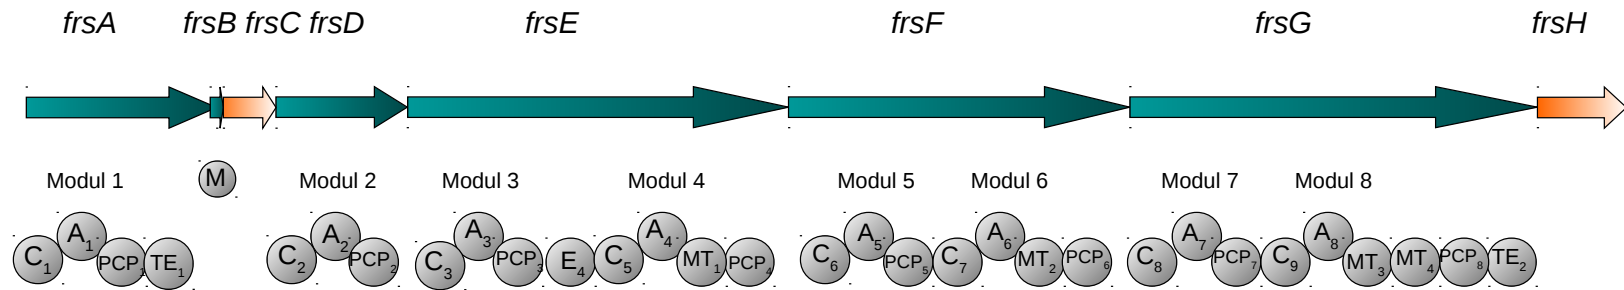 frsA frsB frsC frsD frsE frsF frsG frsH
Modul 1 M Modul 2 Modul 3 Modul 4 Modul 5 Modul 6 Modul 7 Modul 8
C1 A1 PCP1 TE1 C2 A2 PCP2 C3 A3 PCP3 E4 C5 A4 MT1 PCP4 C6 A5 PCP5 C7 A6 MT2 PCP6 C8 A7 PCP7 C9 A8 MT3 MT4 PCP8 TE2